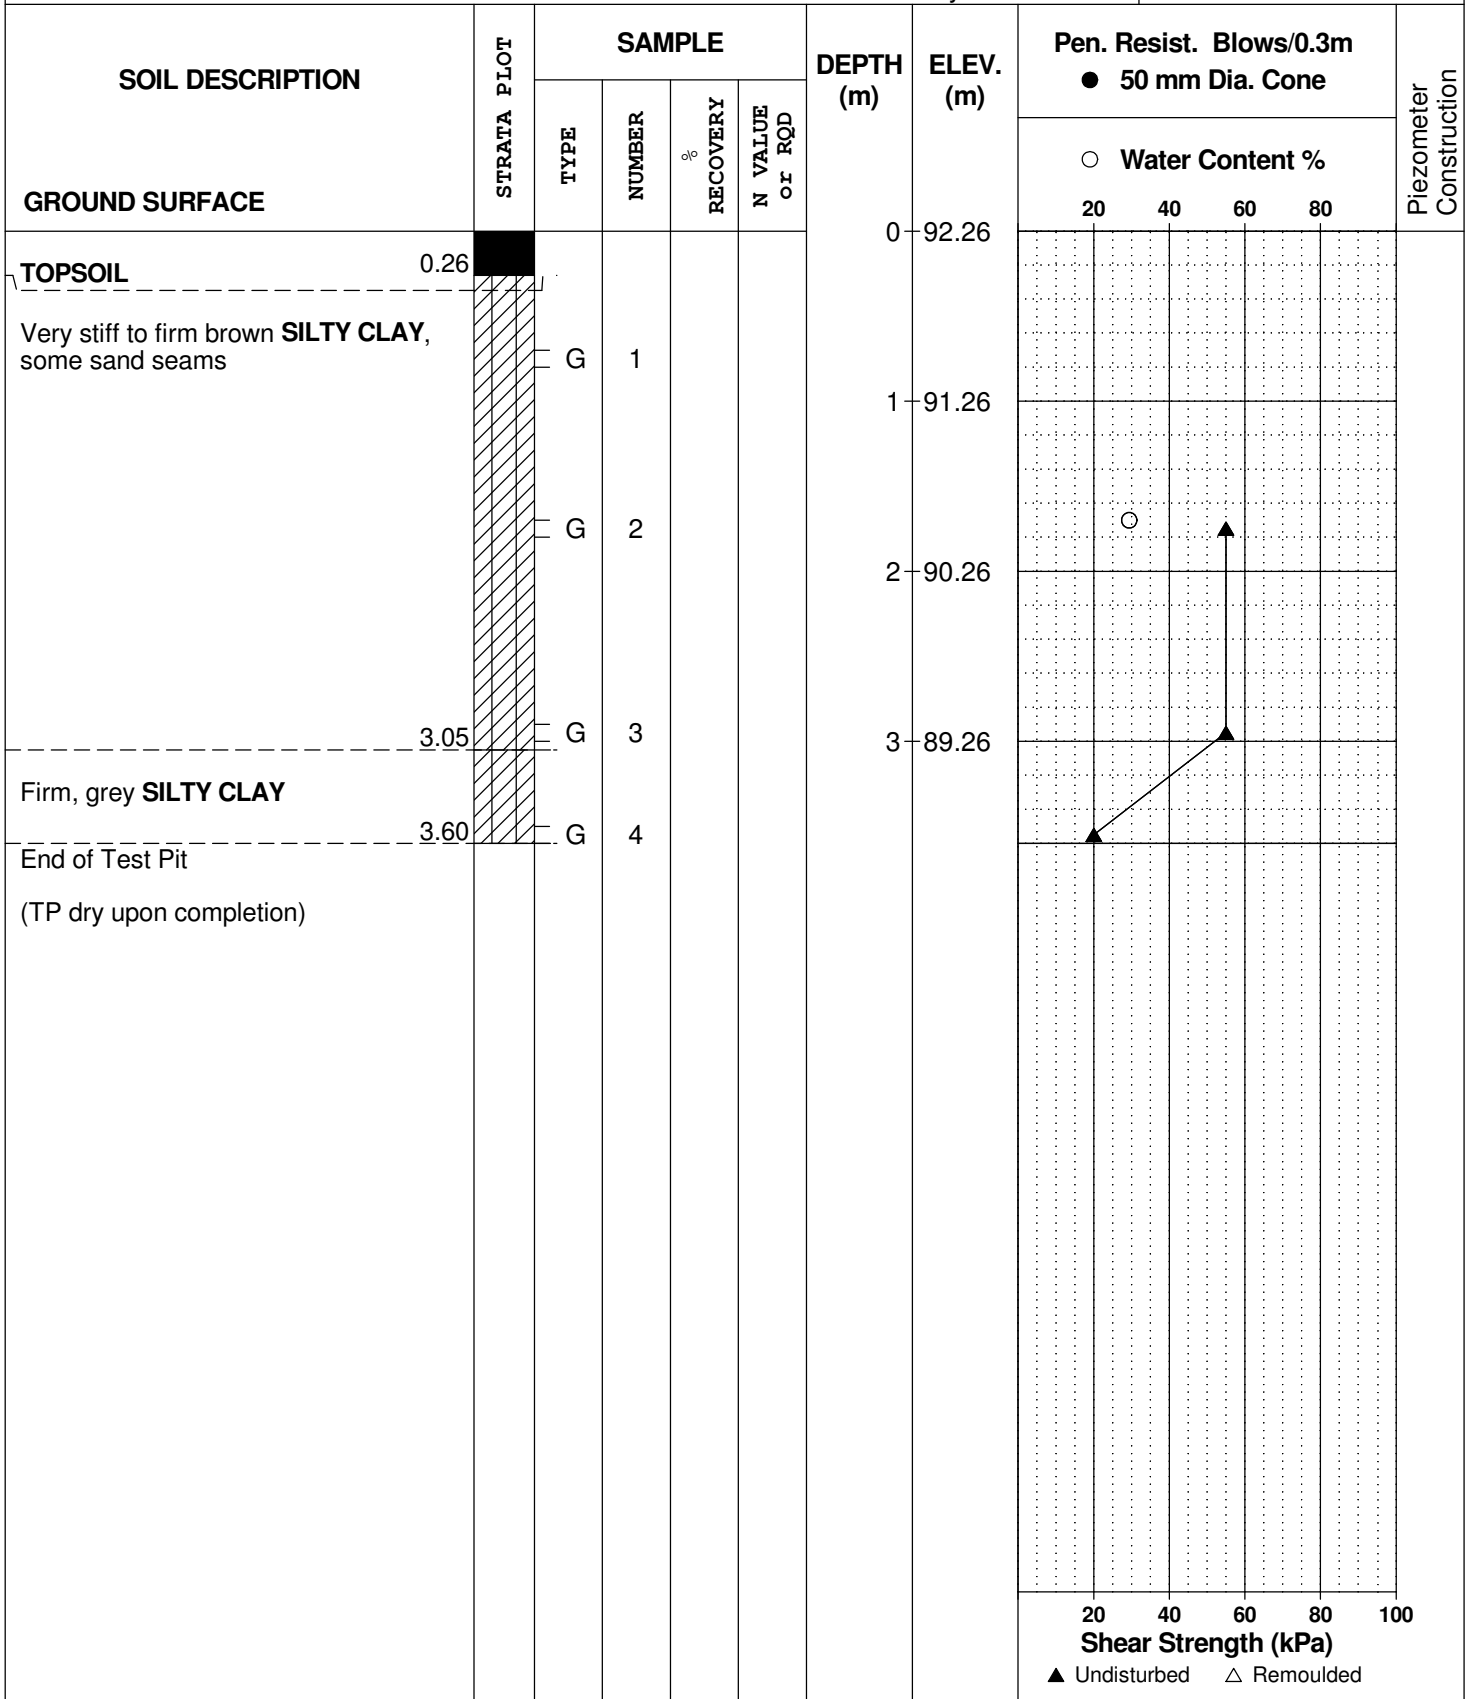 SOIL DESCRIPTION
GROUND SURFACE
STRATA PLOT
SAMPLE
TYPE
NUMBER
%
RECOVERY
N VALUE
or RQD
DEPTH
(m)
ELEV.
(m)
Pen. Resist. Blows/0.3m
● 50 mm Dia. Cone
○ Water Content %
20 40 60 80
Piezometer
Construction
0 92.26
TOPSOIL 0.26
Very stiff to firm brown SILTY CLAY,
some sand seams
G 1
1 91.26
G 2
2 90.26
3.05 G 3
3 89.26
Firm, grey SILTY CLAY
3.60 G 4
End of Test Pit
(TP dry upon completion)
20 40 60 80 100
Shear Strength (kPa)
▲ Undisturbed △ Remoulded